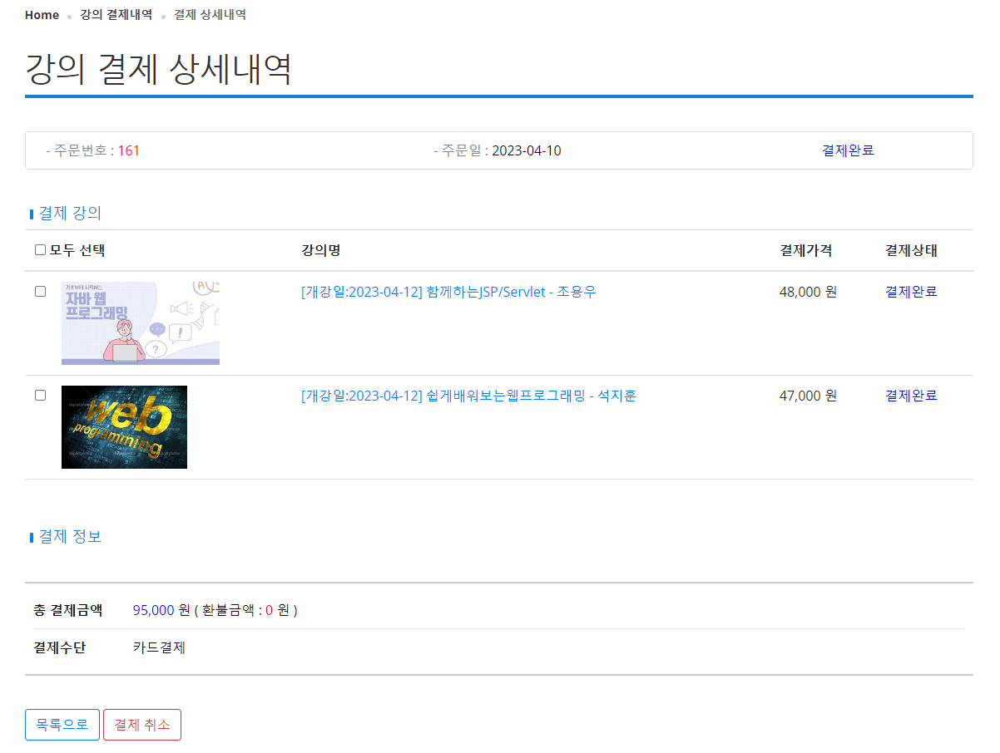 Home 강의 결제내역 결제 상세내역
강의 결제 상세내역
- 주문번호 : 161 - 주문일 : 2023-04-10 결제완료
결제 강의
모두 선택 강의명 결제가격 결제상태
기초부터 시작하는
자바 웹
프로그래밍
!
?
[개강일:2023-04-12] 함께하는JSP/Servlet - 조용우 48,000 원 결제완료
web
programming
[개강일:2023-04-12] 쉽게배워보는웹프로그래밍 - 석지훈 47,000 원 결제완료
결제 정보
총 결제금액 95,000 원 ( 환불금액 : 0 원 )
결제수단 카드결제
목록으로 결제 취소